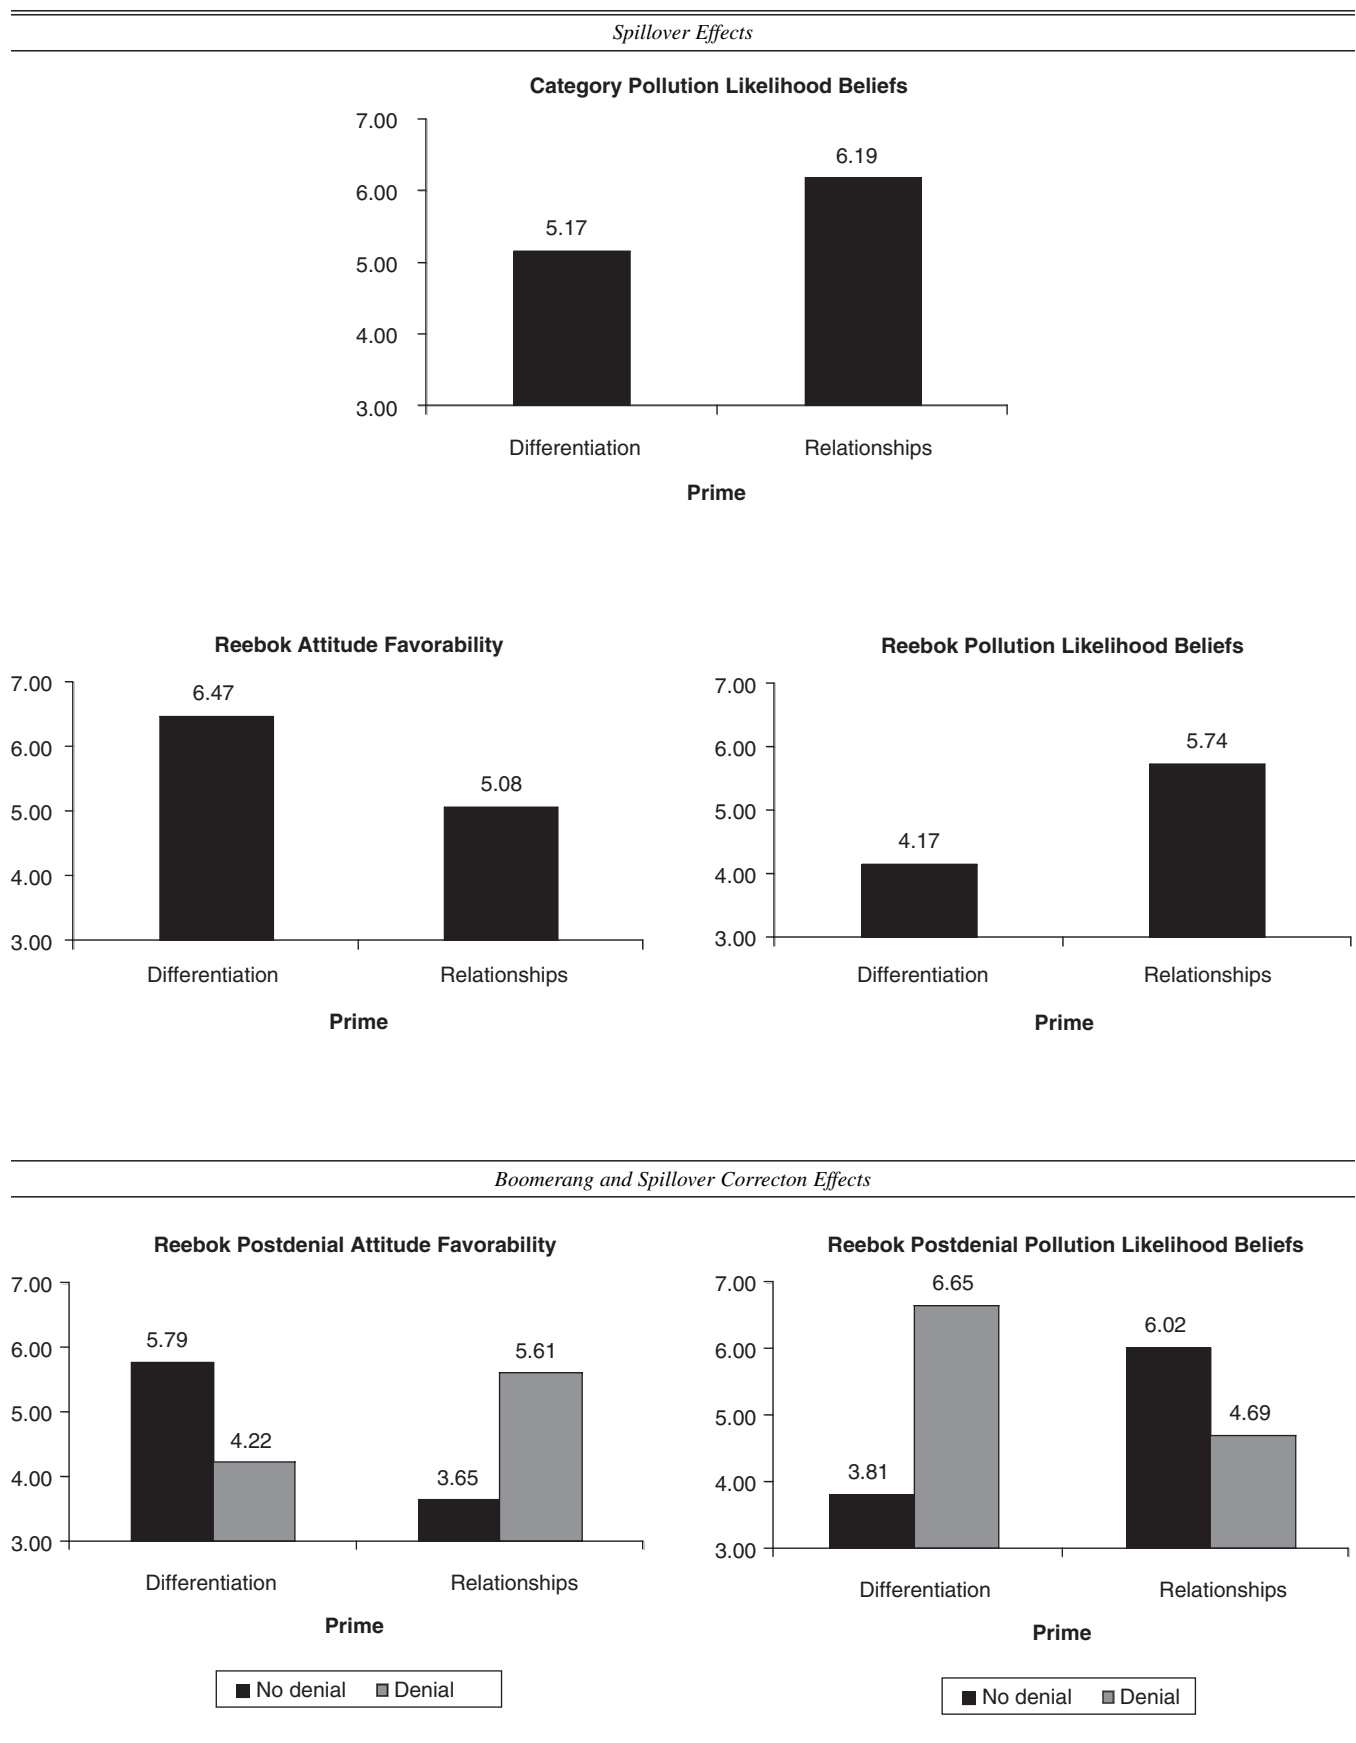 Spillover Effects
Category Pollution Likelihood Beliefs
7.00
6.00
5.00
4.00
3.00
5.17
6.19
Differentiation Relationships
Prime
Reebok Attitude Favorability
7.00
6.00
5.00
4.00
3.00
6.47
5.08
Differentiation Relationships
Prime
Reebok Pollution Likelihood Beliefs
7.00
6.00
5.00
4.00
3.00
4.17
5.74
Differentiation Relationships
Prime
Boomerang and Spillover Correcton Effects
Reebok Postdenial Attitude Favorability
7.00
6.00
5.00
4.00
3.00
5.79
4.22
3.65
5.61
Differentiation Relationships
Prime
No denial Denial
Reebok Postdenial Pollution Likelihood Beliefs
7.00
6.00
5.00
4.00
3.00
3.81
6.65
6.02
4.69
Differentiation Relationships
Prime
No denial Denial